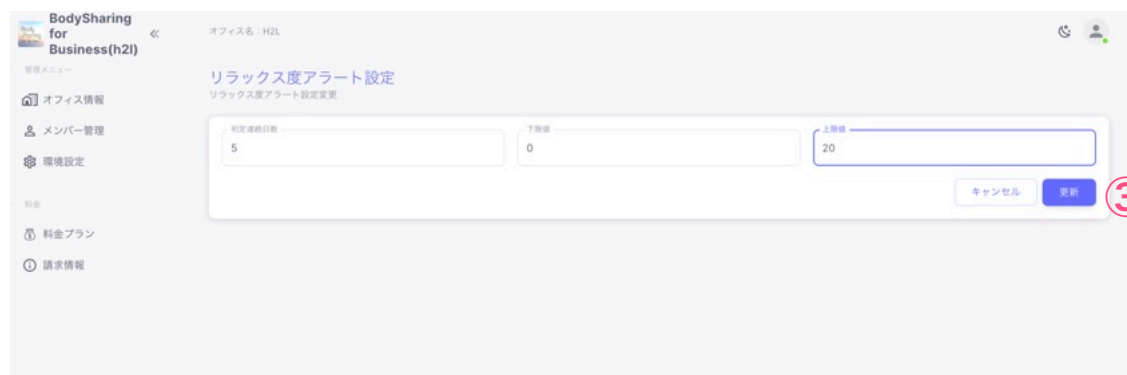 BodySharing
for
Business(h2l)
«
オフィス名：H2L
管理メニュー
オフィス情報
メンバー管理
環境設定
料金
料金プラン
請求情報
リラックス度アラート設定
リラックス度アラート設定変更
判定連続日数
5
下限値
0
上限値
20
キャンセル
更新
③